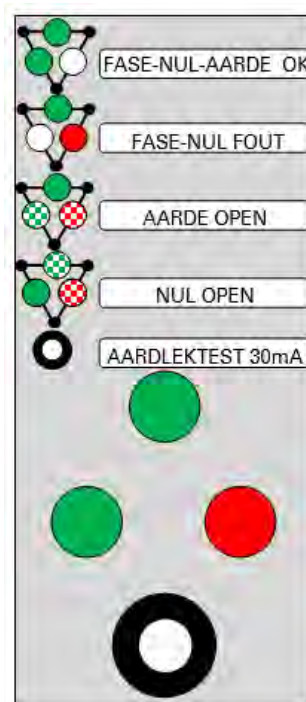 FASE-NUL-AARDE OK
FASE-NUL FOUT
AARDE OPEN
NUL OPEN
AARDLEKTEST 30mA